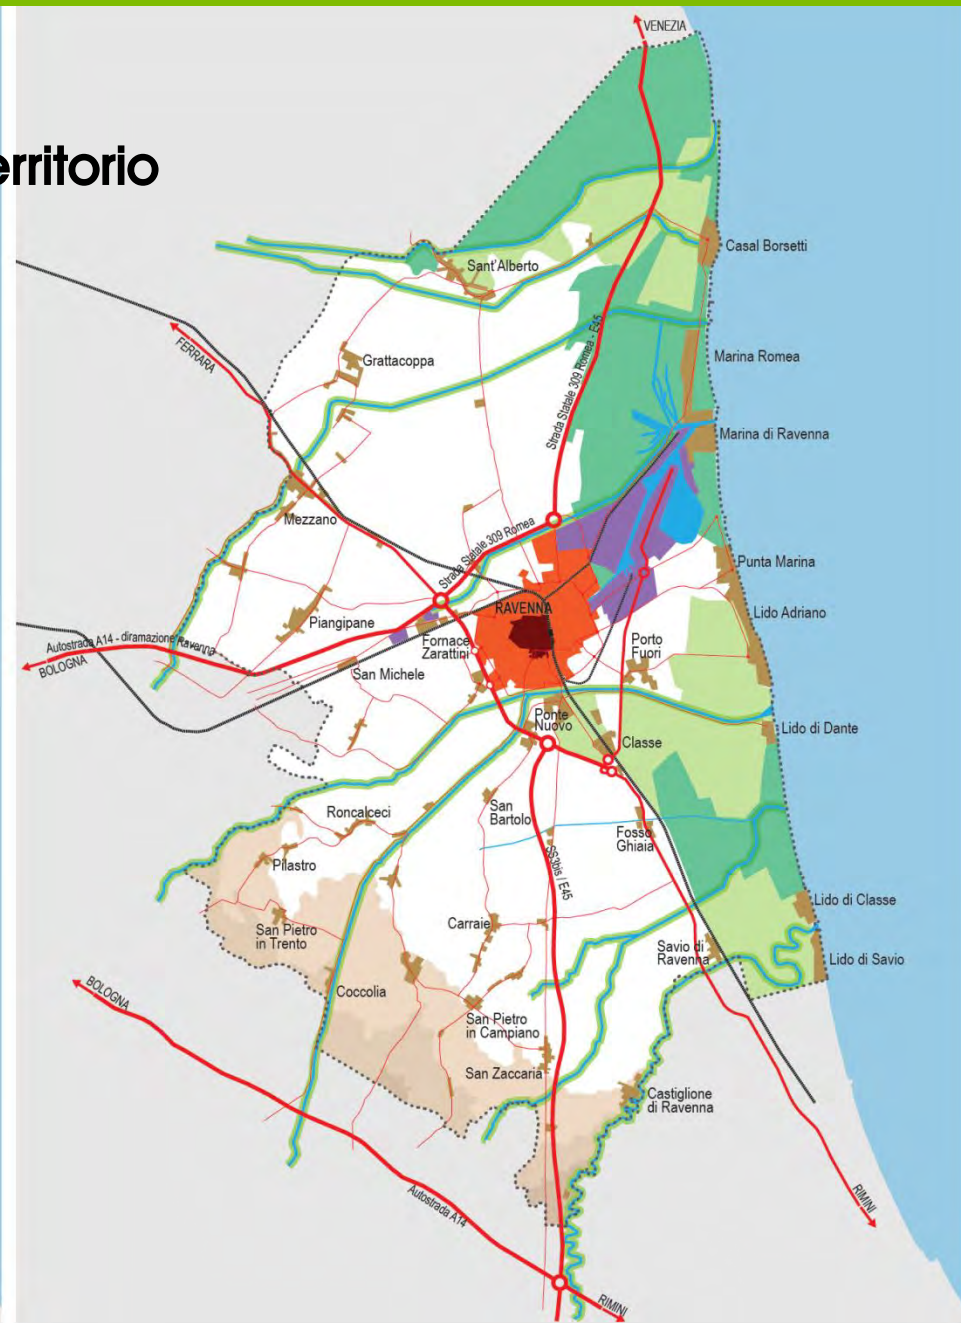 VENEZIA
erritorio
Casal Borsetti
Sant'Alberto
FERRARA
Grattacoppa
Marina Romea
Strada Statale 309 Romea - E45
Marina di Ravenna
Mezzano
Strada Statale 309 Romea
Punta Marina
RAVENNA
Lido Adriano
Piangipane
Fornace
Zarattini
Porto
Fuori
Autostrada A14 - diramazione Ravenna
BOLOGNA
San Michele
Ponte
Nuovo
Lido di Dante
Classe
Roncalceci
San
Bartolo
Fosso
Ghiaia
Pilastro
SS3bis / E45
Lido di Classe
San Pietro
in Trento
Carraie
Savio di
Ravenna
Lido di Savio
BOLOGNA
Coccolia
San Pietro
in Campiano
San Zaccaria
Castiglione
di Ravenna
Autostrada A14
RIMINI
RIMINI